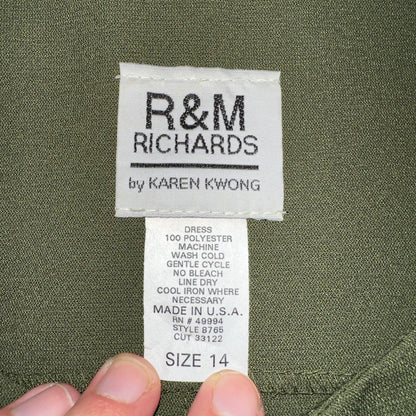 R&M
RICHARDS
by KAREN KWONG
DRESS
100 POLYESTER
MACHINE
WASH COLD
GENTLE CYCLE
NO BLEACH
LINE DRY
COOL IRON WHERE
NECESSARY
MADE IN U.S.A.
RN # 49994
STYLE 8765
CUT 33122
SIZE 14